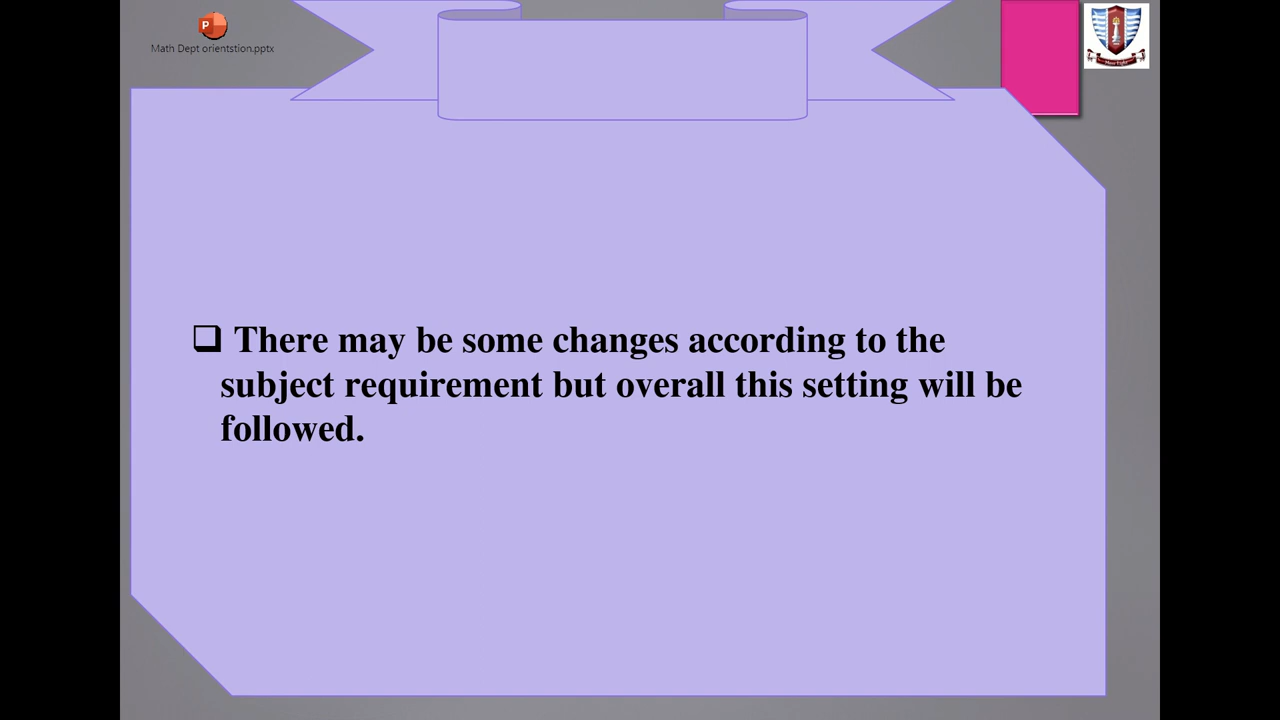 P
Math Dept orientstion.pptx
❑ There may be some changes according to the
subject requirement but overall this setting will be
followed.